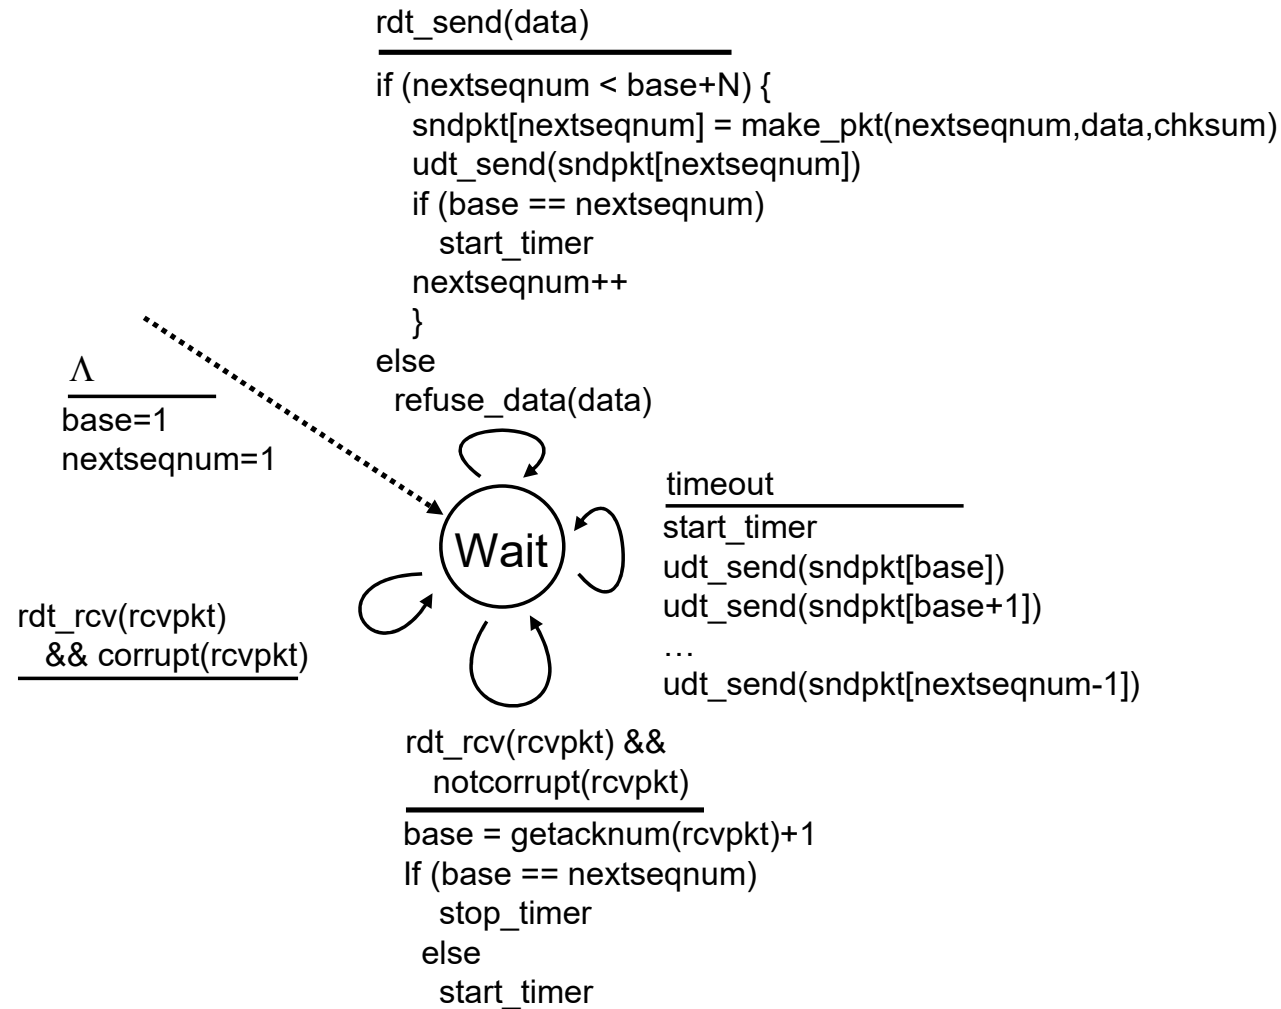 rdt_send(data)
if (nextseqnum < base+N) {
sndpkt[nextseqnum] = make_pkt(nextseqnum,data,chksum)
udt_send(sndpkt[nextseqnum])
if (base == nextseqnum)
start_timer
nextseqnum++
}
else
refuse_data(data)
Λ
base=1
nextseqnum=1
Wait
timeout
start_timer
udt_send(sndpkt[base])
udt_send(sndpkt[base+1])
…
udt_send(sndpkt[nextseqnum-1])
rdt_rcv(rcvpkt)
&& corrupt(rcvpkt)
rdt_rcv(rcvpkt) &&
notcorrupt(rcvpkt)
base = getacknum(rcvpkt)+1
If (base == nextseqnum)
stop_timer
else
start_timer